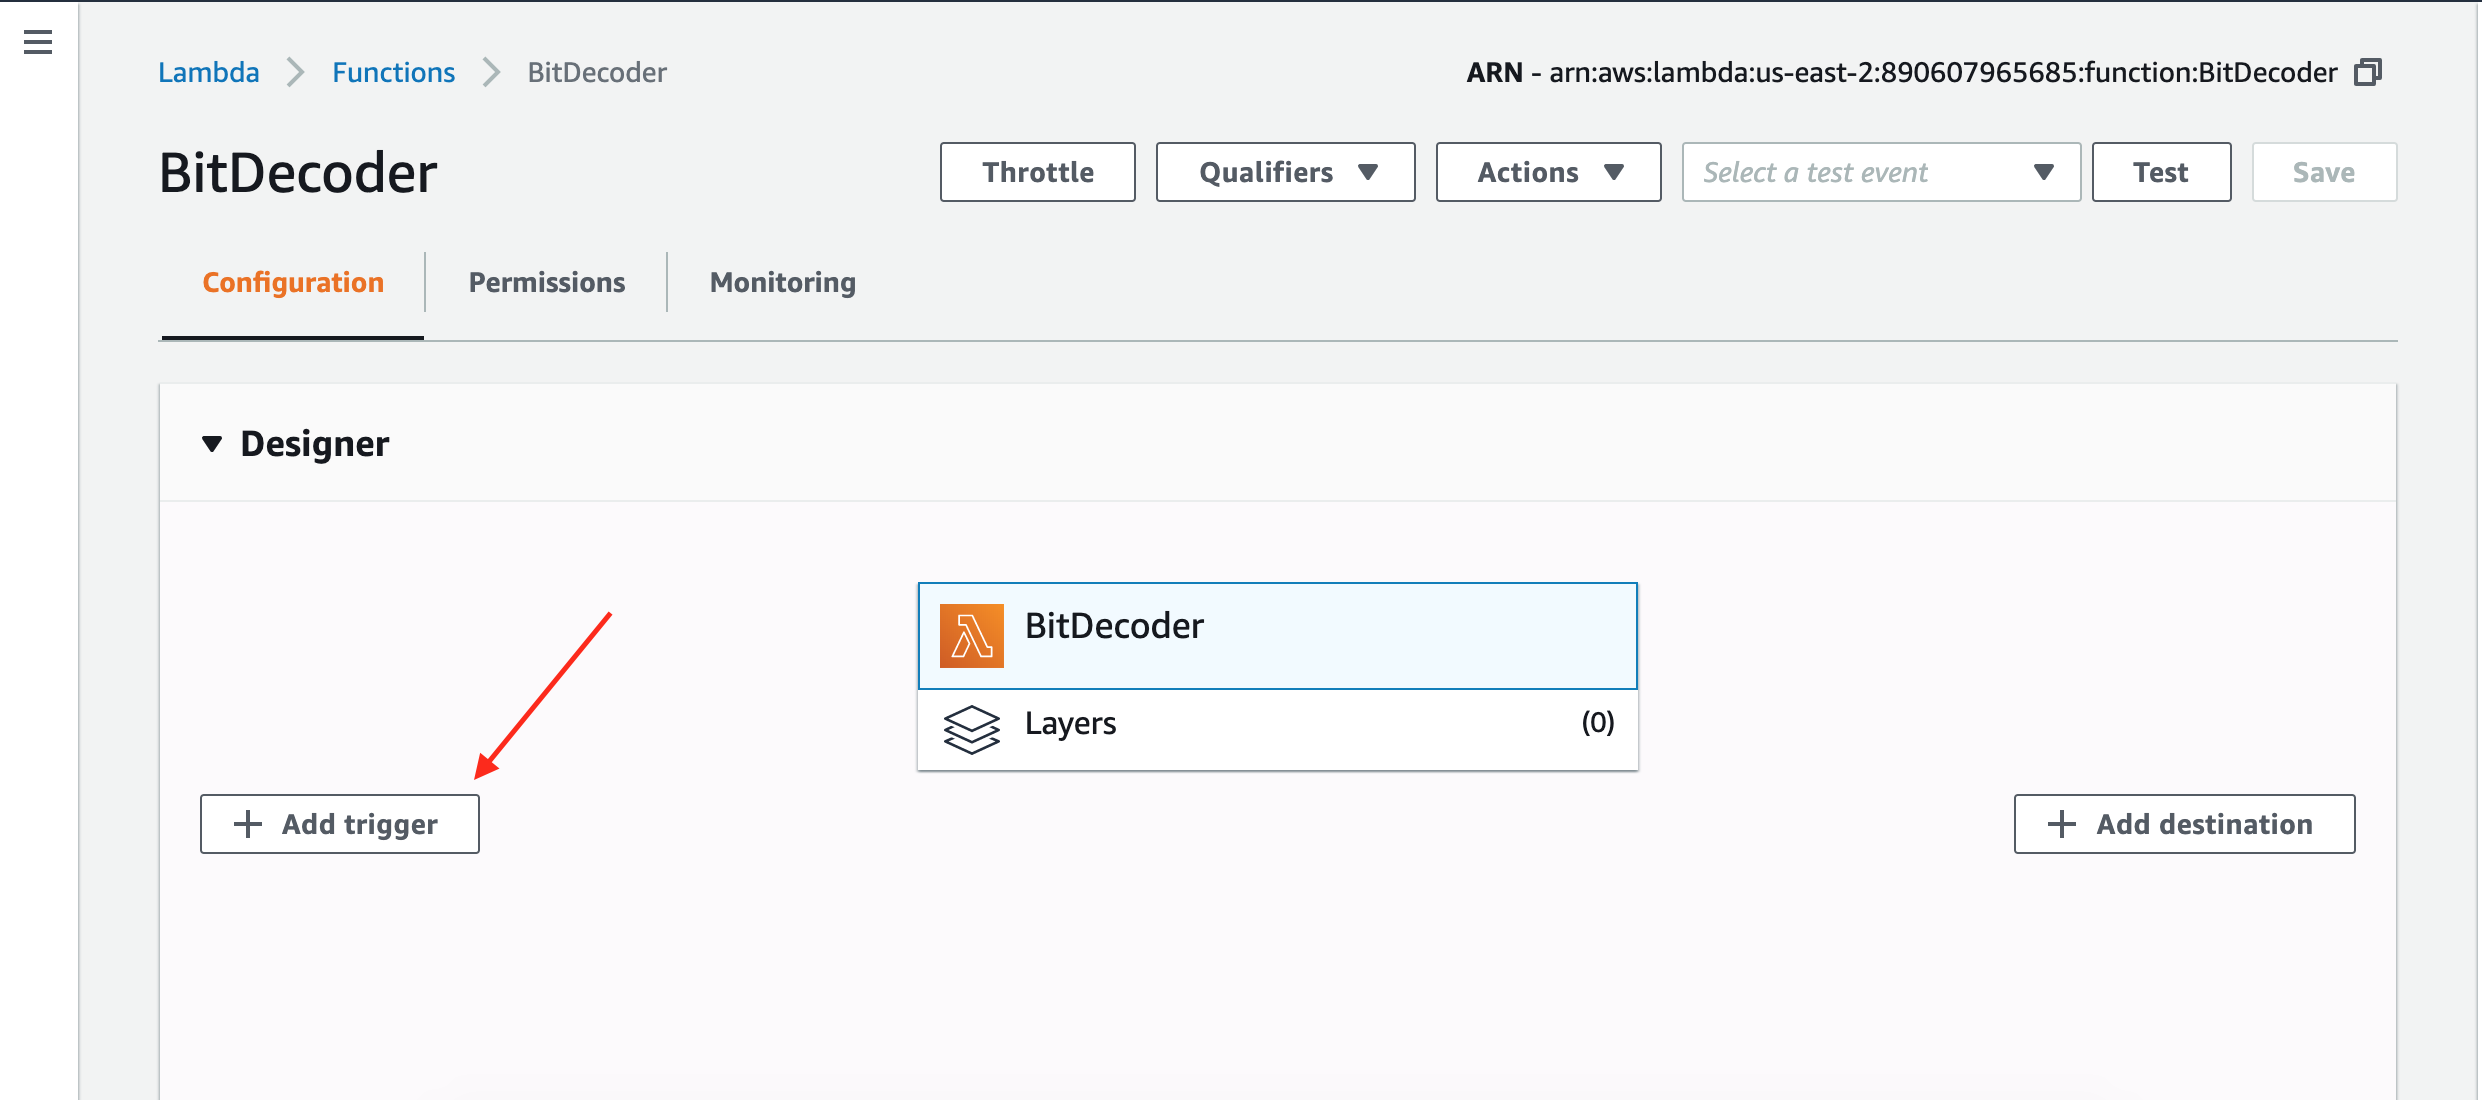 Lambda Functions BitDecoder ARN - arn:aws:lambda:us-east-2:890607965685:function:BitDecoder
BitDecoder Throttle Qualifiers Actions Select a test event Test Save
Configuration Permissions Monitoring
Designer
BitDecoder
Layers (0)
Add trigger Add destination